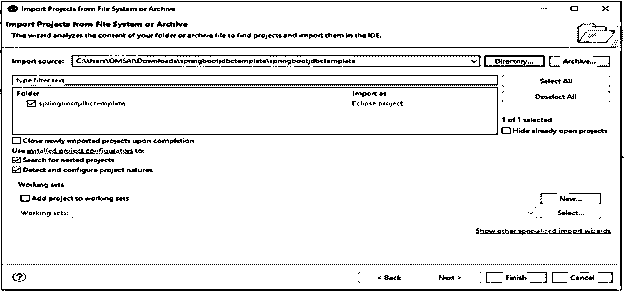 Import Projects from File System or Archive
Import Projects from File System or Archive
This wizard analyzes the content of your folder or archive file to find projects and import them in the IDE.
Import source: C:\Users\OMSAI\Downloads\springbootjdbctemplate\springbootjdbctemplate Directory... Archive...
type filter text Select All
Folder Import as Deselect All
springbootjdbctemplate Eclipse project
1 of 1 selected
Hide already open projects
Close newly imported projects upon completion
Use installed project configurators to:
Search for nested projects
Detect and configure project natures
Working sets
Add project to working sets New...
Working sets: Select...
Show other specialized import wizards
? < Back Next > Finish Cancel